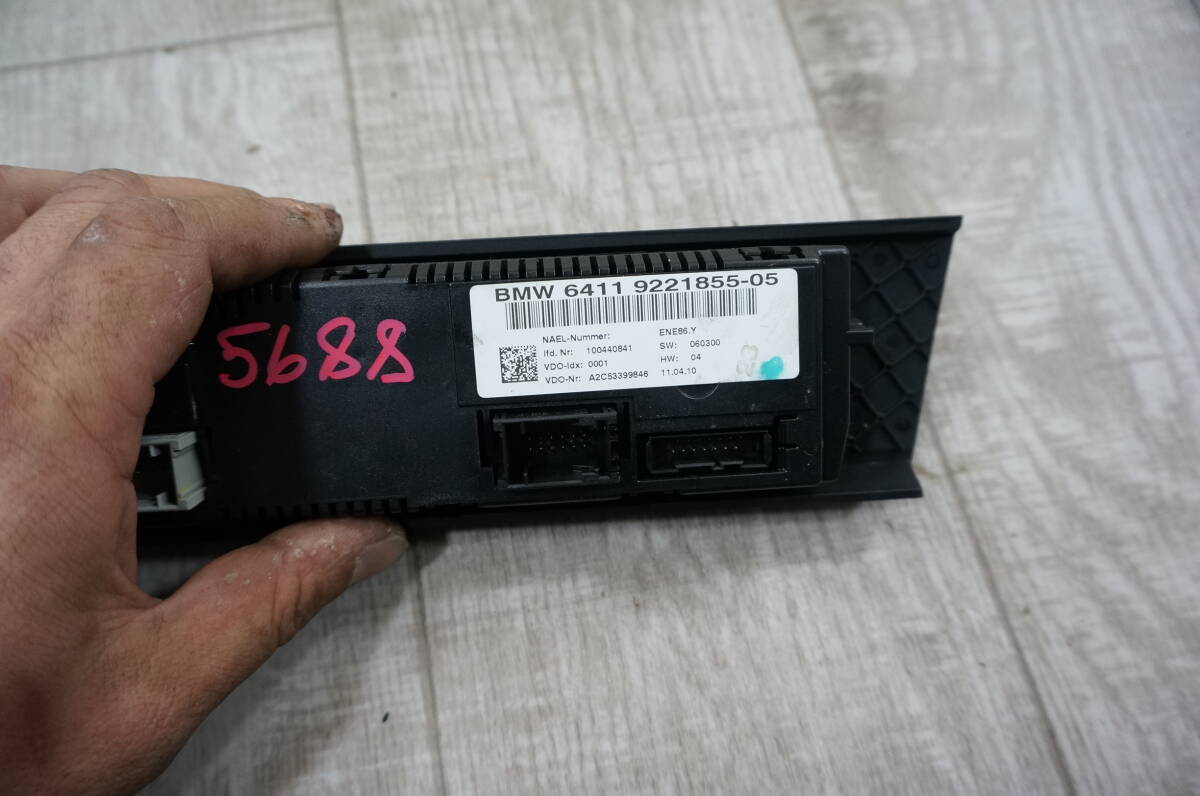 BMW 6411 9221855-05
NAEL-Nummer: ENE86.Y
lfd. Nr: 100440841 SW: 060300
VDO-Idx: 0001 HW: 04
VDO-Nr: A2C53399846 11.04.10
23
5688